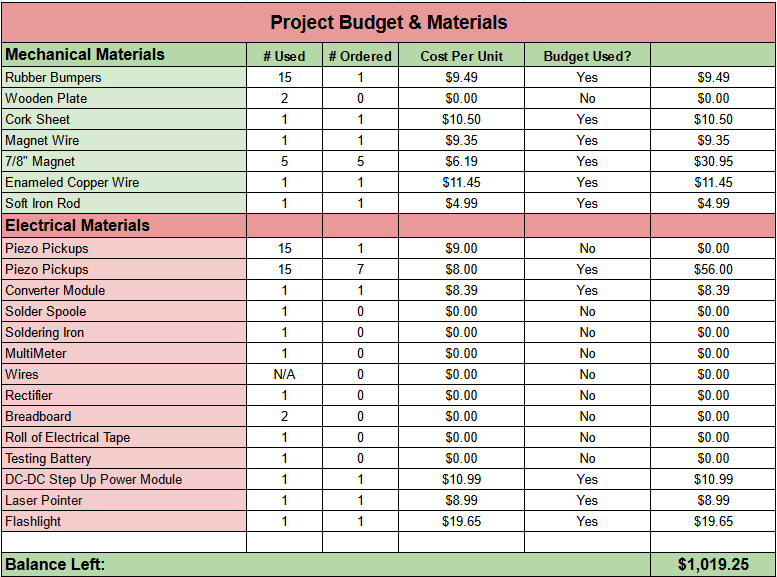 Project Budget & Materials
Mechanical Materials # Used # Ordered Cost Per Unit Budget Used?
Rubber Bumpers 15 1 $9.49 Yes $9.49
Wooden Plate 2 0 $0.00 No $0.00
Cork Sheet 1 1 $10.50 Yes $10.50
Magnet Wire 1 1 $9.35 Yes $9.35
7/8" Magnet 5 5 $6.19 Yes $30.95
Enameled Copper Wire 1 1 $11.45 Yes $11.45
Soft Iron Rod 1 1 $4.99 Yes $4.99
Electrical Materials
Piezo Pickups 15 1 $9.00 No $0.00
Piezo Pickups 15 7 $8.00 Yes $56.00
Converter Module 1 1 $8.39 Yes $8.39
Solder Spoole 1 0 $0.00 No $0.00
Soldering Iron 1 0 $0.00 No $0.00
MultiMeter 1 0 $0.00 No $0.00
Wires N/A 0 $0.00 No $0.00
Rectifier 1 0 $0.00 No $0.00
Breadboard 2 0 $0.00 No $0.00
Roll of Electrical Tape 1 0 $0.00 No $0.00
Testing Battery 1 0 $0.00 No $0.00
DC-DC Step Up Power Module 1 1 $10.99 Yes $10.99
Laser Pointer 1 1 $8.99 Yes $8.99
Flashlight 1 1 $19.65 Yes $19.65
Balance Left: $1,019.25